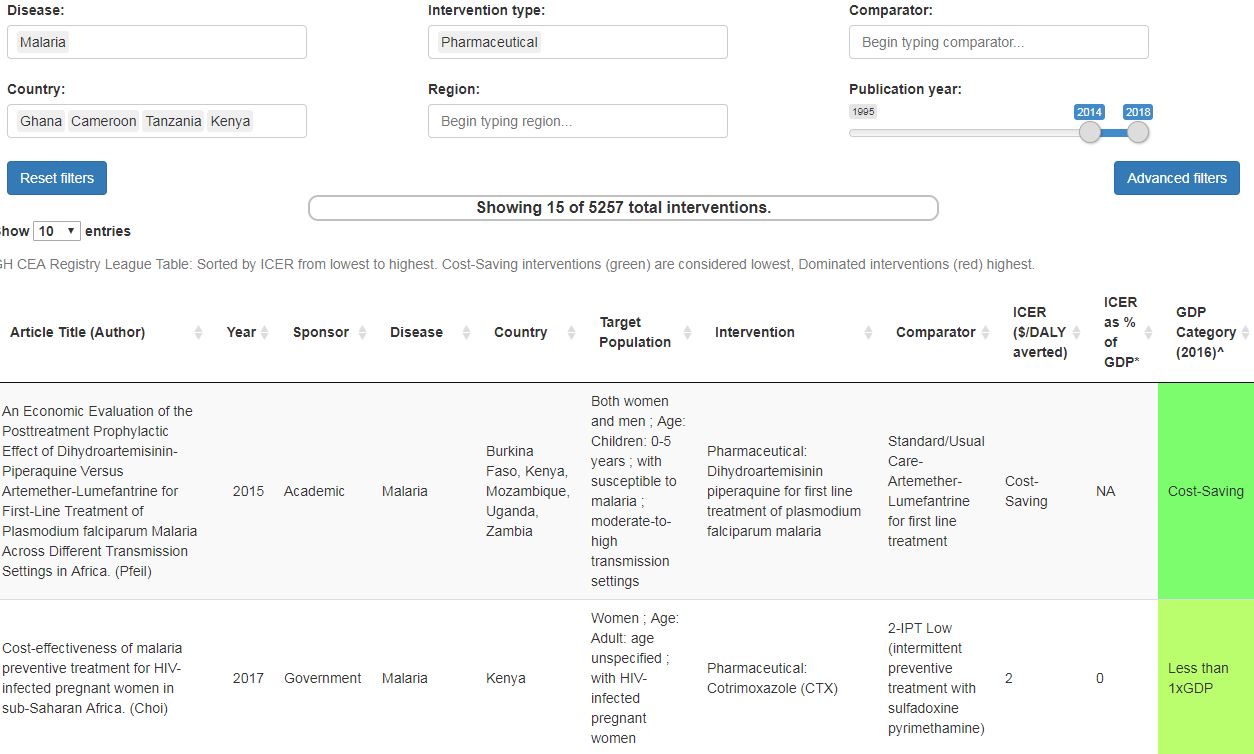 Disease:
Intervention type:
Comparator:
Malaria
Pharmaceutical
Begin typing comparator...
Country:
Region:
Publication year:
Ghana Cameroon Tanzania Kenya
Begin typing region...
1995
2014
2018
Reset filters
Advanced filters
Showing 15 of 5257 total interventions.
how 10 entries
GH CEA Registry League Table: Sorted by ICER from lowest to highest. Cost-Saving interventions (green) are considered lowest, Dominated interventions (red) highest.
Article Title (Author)
Year
Sponsor
Disease
Country
Target
Population
Intervention
Comparator
ICER
($/DALY
averted)
ICER
as %
of
GDP*
GDP
Category
(2016)^
An Economic Evaluation of the
Posttreatment Prophylactic
Effect of Dihydroartemisinin-
Piperaquine Versus
Artemether-Lumefantrine for
First-Line Treatment of
Plasmodium falciparum Malaria
Across Different Transmission
Settings in Africa. (Pfeil)
2015
Academic
Malaria
Burkina
Faso, Kenya,
Mozambique,
Uganda,
Zambia
Both women
and men ; Age:
Children: 0-5
years ; with
susceptible to
malaria ;
moderate-to-
high
transmission
settings
Pharmaceutical:
Dihydroartemisinin
piperaquine for first line
treatment of plasmodium
falciparum malaria
Standard/Usual
Care-
Artemether-
Lumefantrine
for first line
treatment
Cost-
Saving
NA
Cost-Saving
Cost-effectiveness of malaria
preventive treatment for HIV-
infected pregnant women in
sub-Saharan Africa. (Choi)
2017
Government
Malaria
Kenya
Women ; Age:
Adult: age
unspecified ;
with HIV-
infected
pregnant
women
Pharmaceutical:
Cotrimoxazole (CTX)
2-IPT Low
(intermittent
preventive
treatment with
sulfadoxine
pyrimethamine)
2
0
Less than
1xGDP